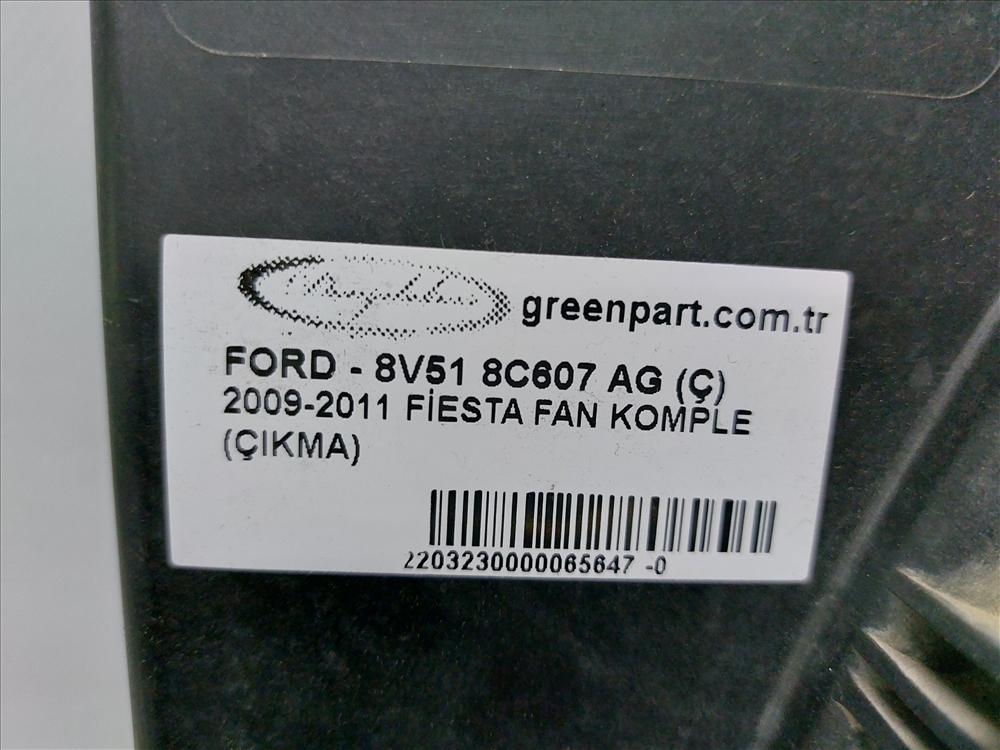 greenpart.com.tr
FORD - 8V51 8C607 AG (Ç)
2009-2011 FİESTA FAN KOMPLE
(ÇIKMA)
2203230000065647 -0